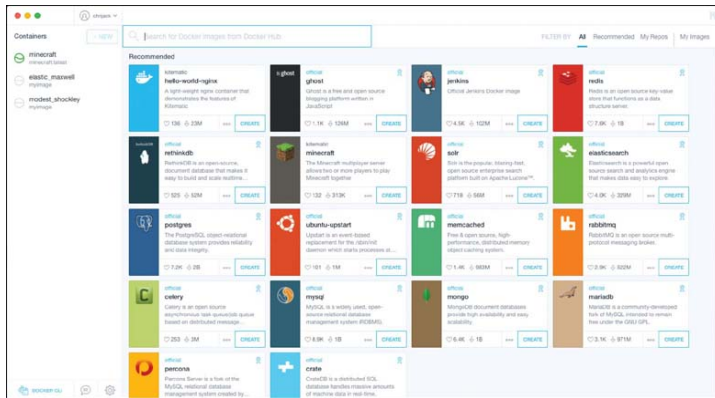 chrisjam
Containers
+ NEW
Search for Docker images from Docker Hub
FILTER BY All Recommended My Repos My Images
minecraft
minecraft:latest
elastic_maxwell
myimage
modest_shockley
myimage
Recommended
kitematic
hello-world-nginx
A light-weight nginx container that
demonstrates the features of
Kitematic
136 23M CREATE
ghost
official
ghost
Ghost is a free and open source
blogging platform written in
JavaScript
1.1K 126M CREATE
official
jenkins
Official Jenkins Docker image
4.5K 102M CREATE
official
redis
Redis is an open source key-value
store that functions as a data
structure server.
7.8K 1B CREATE
official
rethinkdb
RethinkDB is an open-source,
document database that makes it
easy to build and scale realtime...
525 52M CREATE
kitematic
minecraft
The Minecraft multiplayer server
allows two or more players to play
Minecraft together
132 313K CREATE
official
solr
Solr is the popular, blazing-fast,
open source enterprise search
platform built on Apache Lucene™.
719 56M CREATE
official
elasticsearch
Elasticsearch is a powerful open
source search and analytics engine
that makes data easy to explore.
4.0K 329M CREATE
official
postgres
The PostgreSQL object-relational
database system provides reliability
and data integrity.
7.2K 2B CREATE
official
ubuntu-upstart
Upstart is an event-based
replacement for the /sbin/init
daemon which starts processes at...
161 1M CREATE
official
memcached
Free & open source, high-
performance, distributed memory
object caching system.
1.4K 683M CREATE
official
rabbitmq
RabbitMQ is an open source multi-
protocol messaging broker.
2.9K 622M CREATE
official
celery
Celery is an open source
asynchronous task queue/job queue
based on distributed message...
253 3M CREATE
official
mysql
MySQL is a widely used, open-
source relational database
management system (RDBMS).
8.8K 1B CREATE
official
mongo
MongoDB document databases
provide high availability and easy
scalability.
6.4K 1B CREATE
official
mariadb
MariaDB is a community-developed
fork of MySQL intended to remain
free under the GNU GPL.
3.1K 971M CREATE
official
percona
Percona Server is a fork of the
MySQL relational database
management system created by...
official
crate
CrateDB is a distributed SQL
database handles massive amounts
of machine data in real-time.
DOCKER CLI